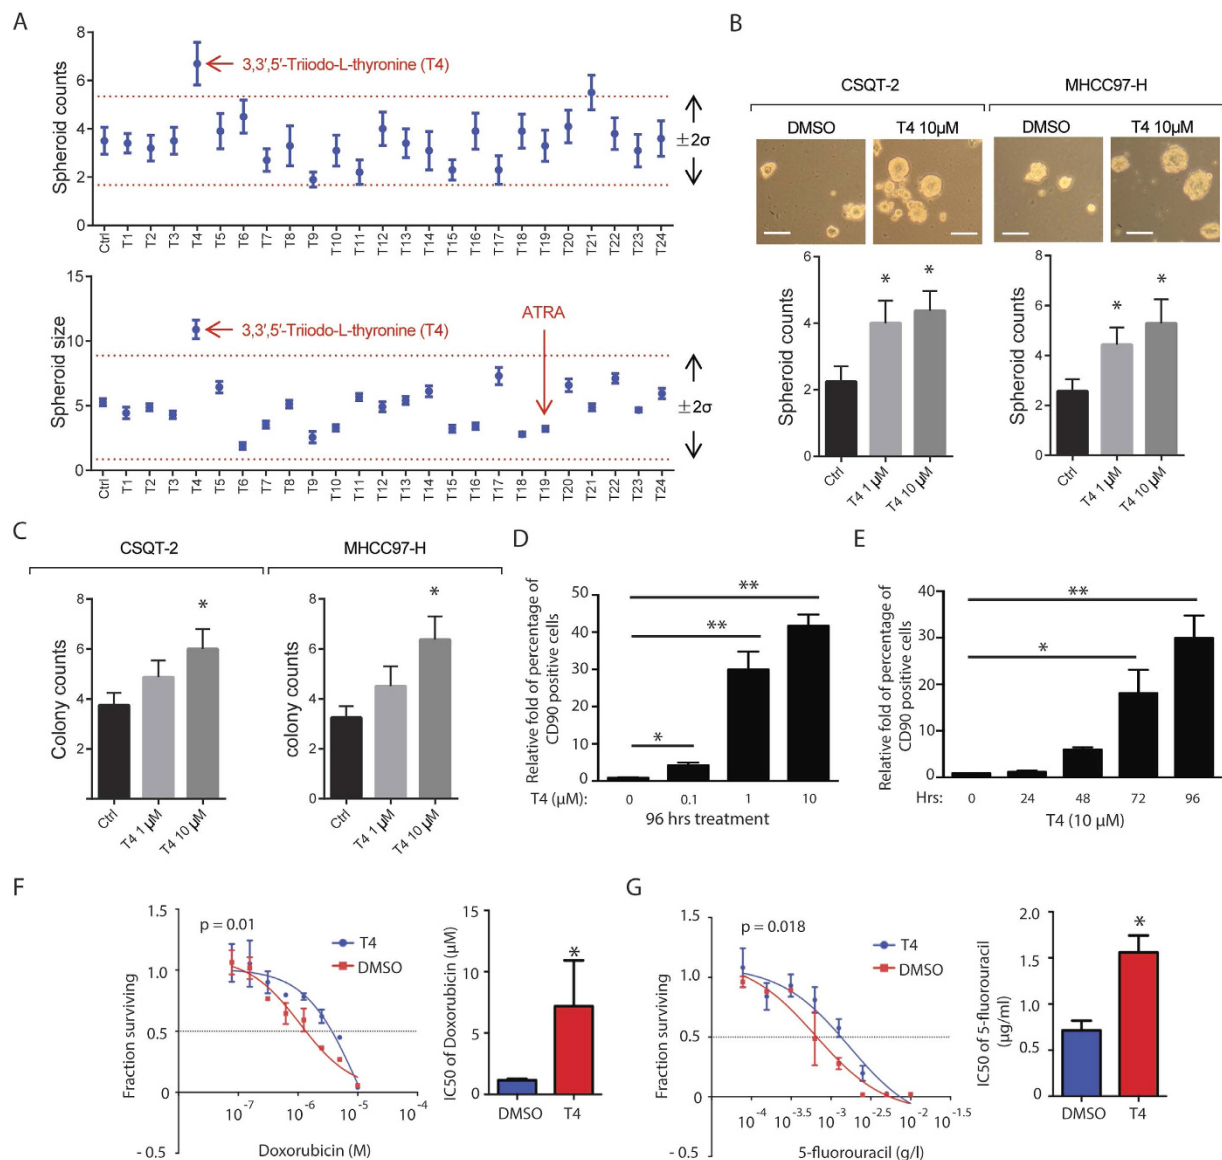 A
8
6
4
2
0
Spheroid counts
3,3',5'-Triiodo-L-thyronine (T4)
±2σ
Ctrl T1 T2 T3 T4 T5 T6 T7 T8 T9 T10 T11 T12 T13 T14 T15 T16 T17 T18 T19 T20 T21 T22 T23 T24
15
10
5
0
Spheroid size
3,3',5'-Triiodo-L-thyronine (T4)
ATRA
±2σ
Ctrl T1 T2 T3 T4 T5 T6 T7 T8 T9 T10 T11 T12 T13 T14 T15 T16 T17 T18 T19 T20 T21 T22 T23 T24
B
CSQT-2 MHCC97-H
DMSO T4 10μM DMSO T4 10μM
6
4
2
0
Spheroid counts
* *
Ctrl T4 1 μM T4 10 μM
8
6
4
2
0
Spheroid counts
* *
Ctrl T4 1 μM T4 10 μM
C
CSQT-2 MHCC97-H
8
6
4
2
Colony counts
*
Ctrl T4 1 μM T4 10 μM
8
6
4
2
0
colony counts
*
Ctrl T4 1 μM T4 10 μM
D
Relative fold of percentage of
CD90 positive cells
50
40
30
20
10
0
**
**
*
T4 (μM): 0 0.1 1 10
96 hrs treatment
E
Relative fold of percentage of
CD90 positive cells
40
30
20
10
0
**
*
Hrs: 0 24 48 72 96
T4 (10 μM)
F
1.5
1.0
0.5
0
- 0.5
Fraction surviving
p = 0.01
T4
DMSO
10-7 10-6 10-5 10-4
Doxorubicin (M)
15
10
5
0
IC50 of Doxorubicin (μM)
*
DMSO T4
G
1.5
1.0
0.5
0
- 0.5
Fraction surviving
p = 0.018
T4
DMSO
10-4 10-3.5 10-3 10-2.5 10-2 10-1.5
5-fluorouracil (g/l)
2.0
1.5
1.0
0.5
0.0
IC50 of 5-fluorouracil
(μg/ml)
*
DMSO T4